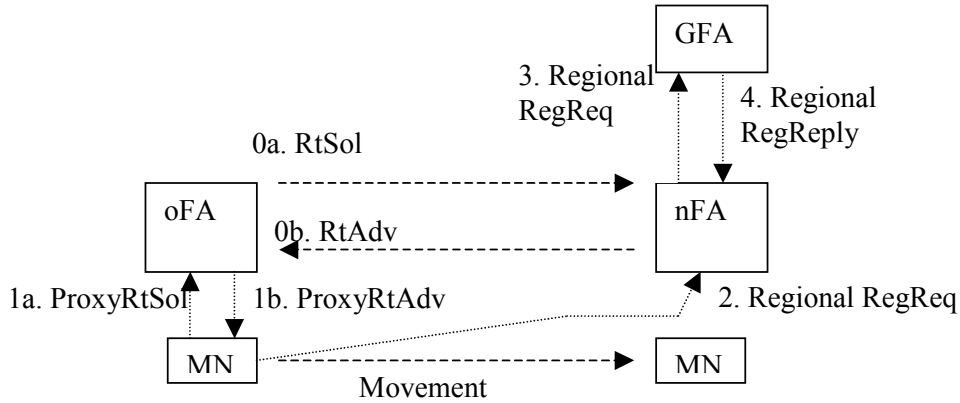 GFA
3. Regional
RegReq
4. Regional
RegReply
0a. RtSol
oFA
nFA
0b. RtAdv
1a. ProxyRtSol
1b. ProxyRtAdv
2. Regional RegReq
MN
MN
Movement